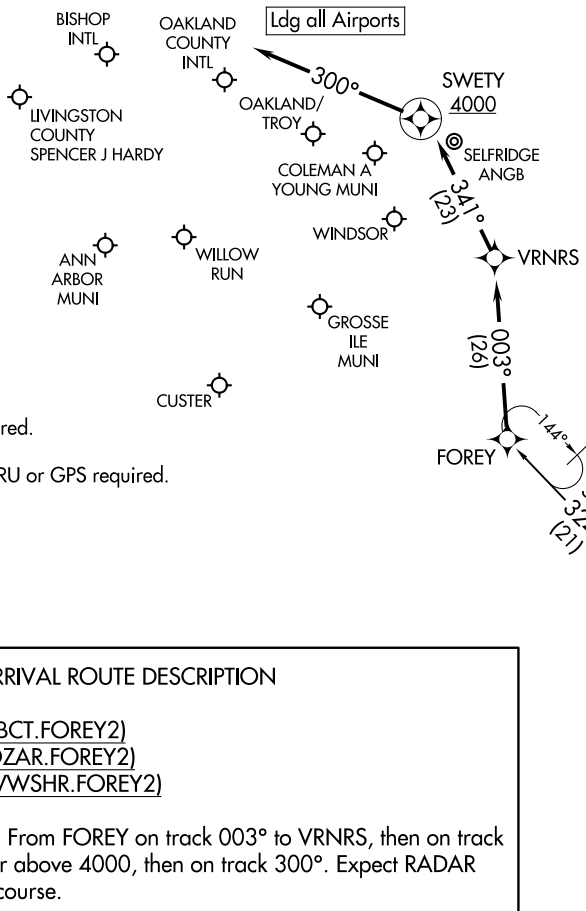 BISHOP
INTL
OAKLAND
COUNTY
INTL
Ldg all Airports
300°
SWETY
4000
LIVINGSTON
COUNTY
SPENCER J HARDY
OAKLAND/
TROY
COLEMAN A
YOUNG MUNI
SELFRIDGE
ANGB
341°
(23)
WINDSOR
VRNRS
ANN
ARBOR
MUNI
WILLOW
RUN
GROSSE
ILE
MUNI
003°
(26)
CUSTER
FOREY
144°
(21)
red.
RU or GPS required.
RRIVAL ROUTE DESCRIPTION
BCT.FOREY2)
OZAR.FOREY2)
WSHR.FOREY2)
From FOREY on track 003° to VRNRS, then on track
r above 4000, then on track 300°. Expect RADAR
course.